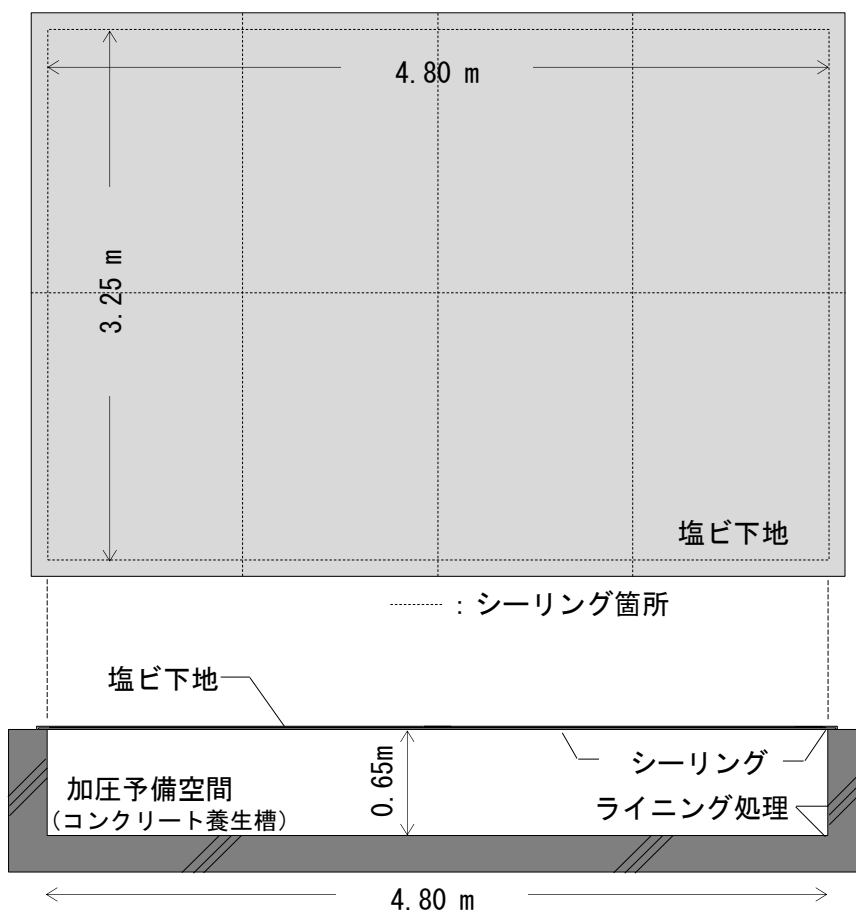 4.80 m
3.25 m
塩ビ下地
：シーリング箇所
塩ビ下地
0.65m
シーリング
加圧予備空間
(コンクリート養生槽)
ライニング処理
4.80 m